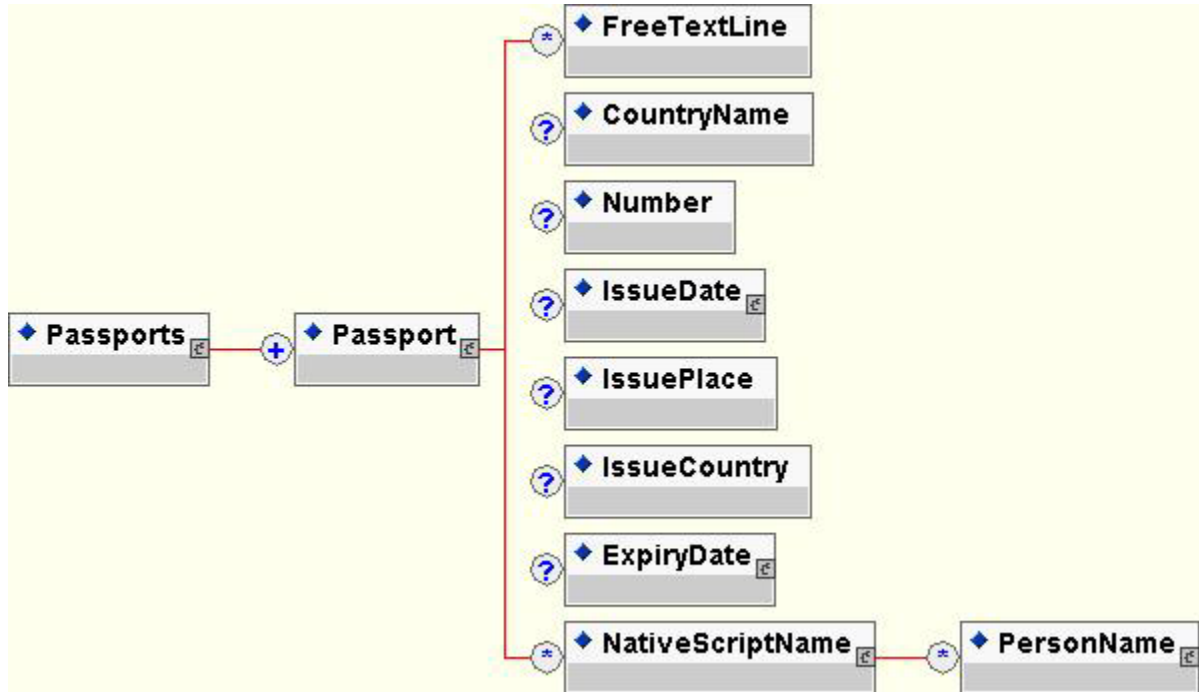 FreeTextLine
CountryName
Number
IssueDate
Passports
Passport
IssuePlace
IssueCountry
ExpiryDate
NativeScriptName
PersonName